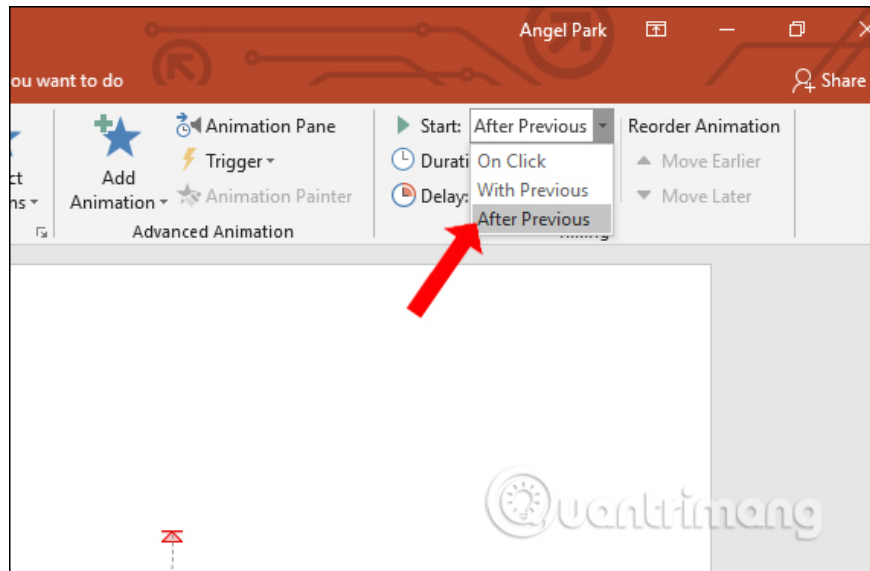 Angel Park
ou want to do
Share
Animation Pane
Start: After Previous
Reorder Animation
ct
Add
Trigger
Durati
On Click
Move Earlier
ns
Animation
Animation Painter
Delay:
With Previous
Move Later
After Previous
Advanced Animation
Quantrimang